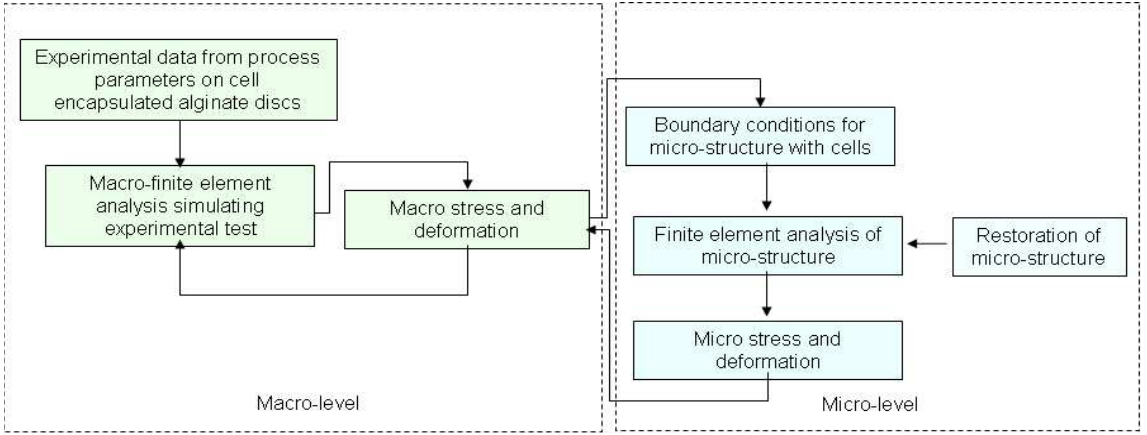 Experimental data from process
parameters on cell
encapsulated alginate discs
Macro-finite element
analysis simulating
experimental test
Macro stress and
deformation
Macro-level
Boundary conditions for
micro-structure with cells
Finite element analysis of
micro-structure
Restoration of
micro-structure
Micro stress and
deformation
Micro-level